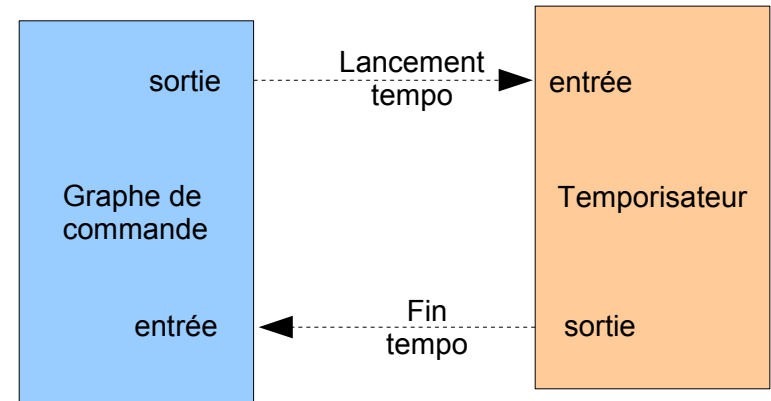 sortie
Lancement
tempo
entrée
Graphe de
commande
Temporisateur
entrée
Fin
tempo
sortie